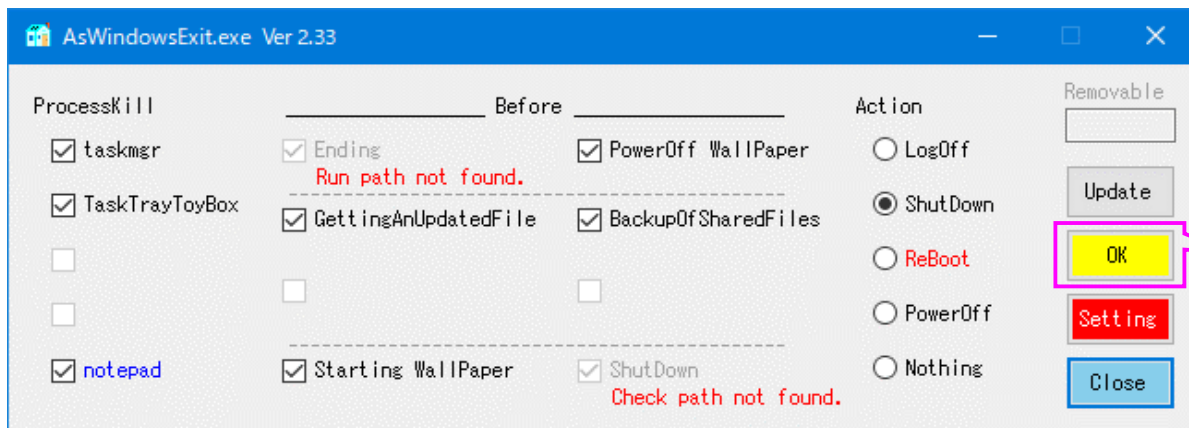 AsWindowsExit.exe Ver 2.33
ProcessKill Before Action Removable
taskmgr Ending PowerOff WallPaper LogOff
Run path not found.
Update
TaskTrayToyBox GettingAnUpdatedFile BackupOfSharedFiles ShutDown
OK
ReBoot
PowerOff
Setting
notepad Starting WallPaper ShutDown Nothing
Close
Check path not found.